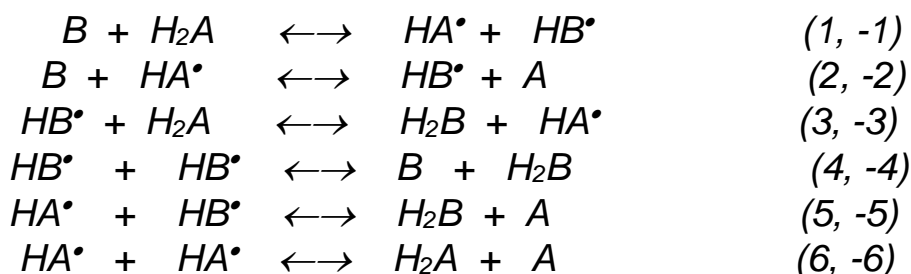 B + H₂A ←→ HA• + HB• (1, -1)
B + HA• ←→ HB• + A (2, -2)
HB• + H₂A ←→ H₂B + HA• (3, -3)
HB• + HB• ←→ B + H₂B (4, -4)
HA• + HB• ←→ H₂B + A (5, -5)
HA• + HA• ←→ H₂A + A (6, -6)